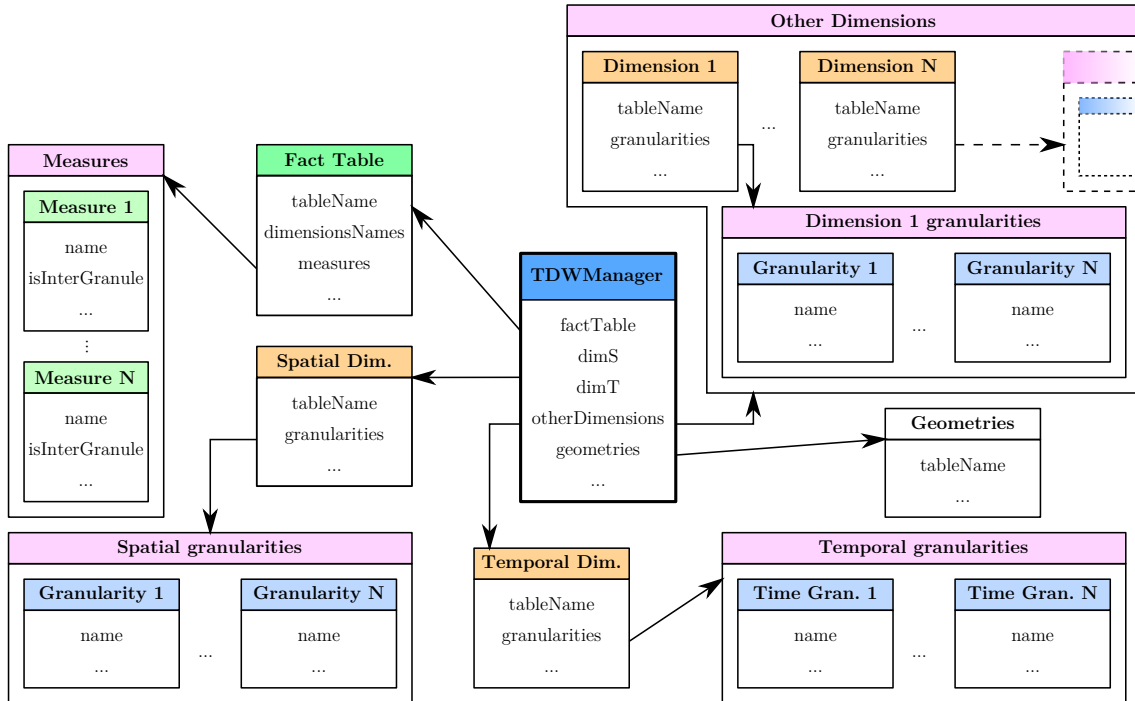 Other Dimensions
Dimension 1
tableName
granularities
...
...
Dimension N
tableName
granularities
...
Dimension 1 granularities
Granularity 1
name
...
...
Granularity N
name
...
Measures
Measure 1
name
isInterGranule
...
...
Measure N
name
isInterGranule
...
Fact Table
tableName
dimensionsNames
measures
...
TDWManager
factTable
dimS
dimT
otherDimensions
geometries
...
Spatial Dim.
tableName
granularities
...
Geometries
tableName
...
Spatial granularities
Granularity 1
name
...
...
Granularity N
name
...
Temporal Dim.
tableName
granularities
...
Temporal granularities
Time Gran. 1
name
...
...
Time Gran. N
name
...